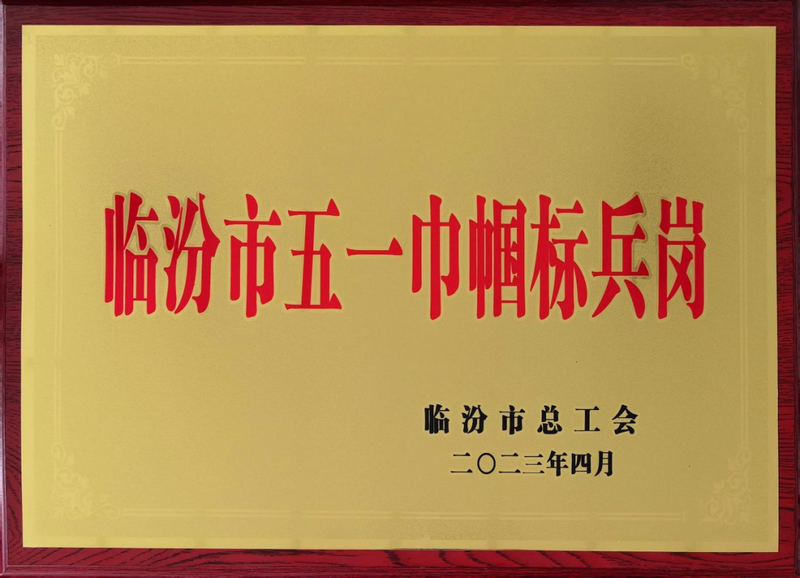 临汾市五一巾帼标兵岗
临汾市总工会
二〇二三年四月